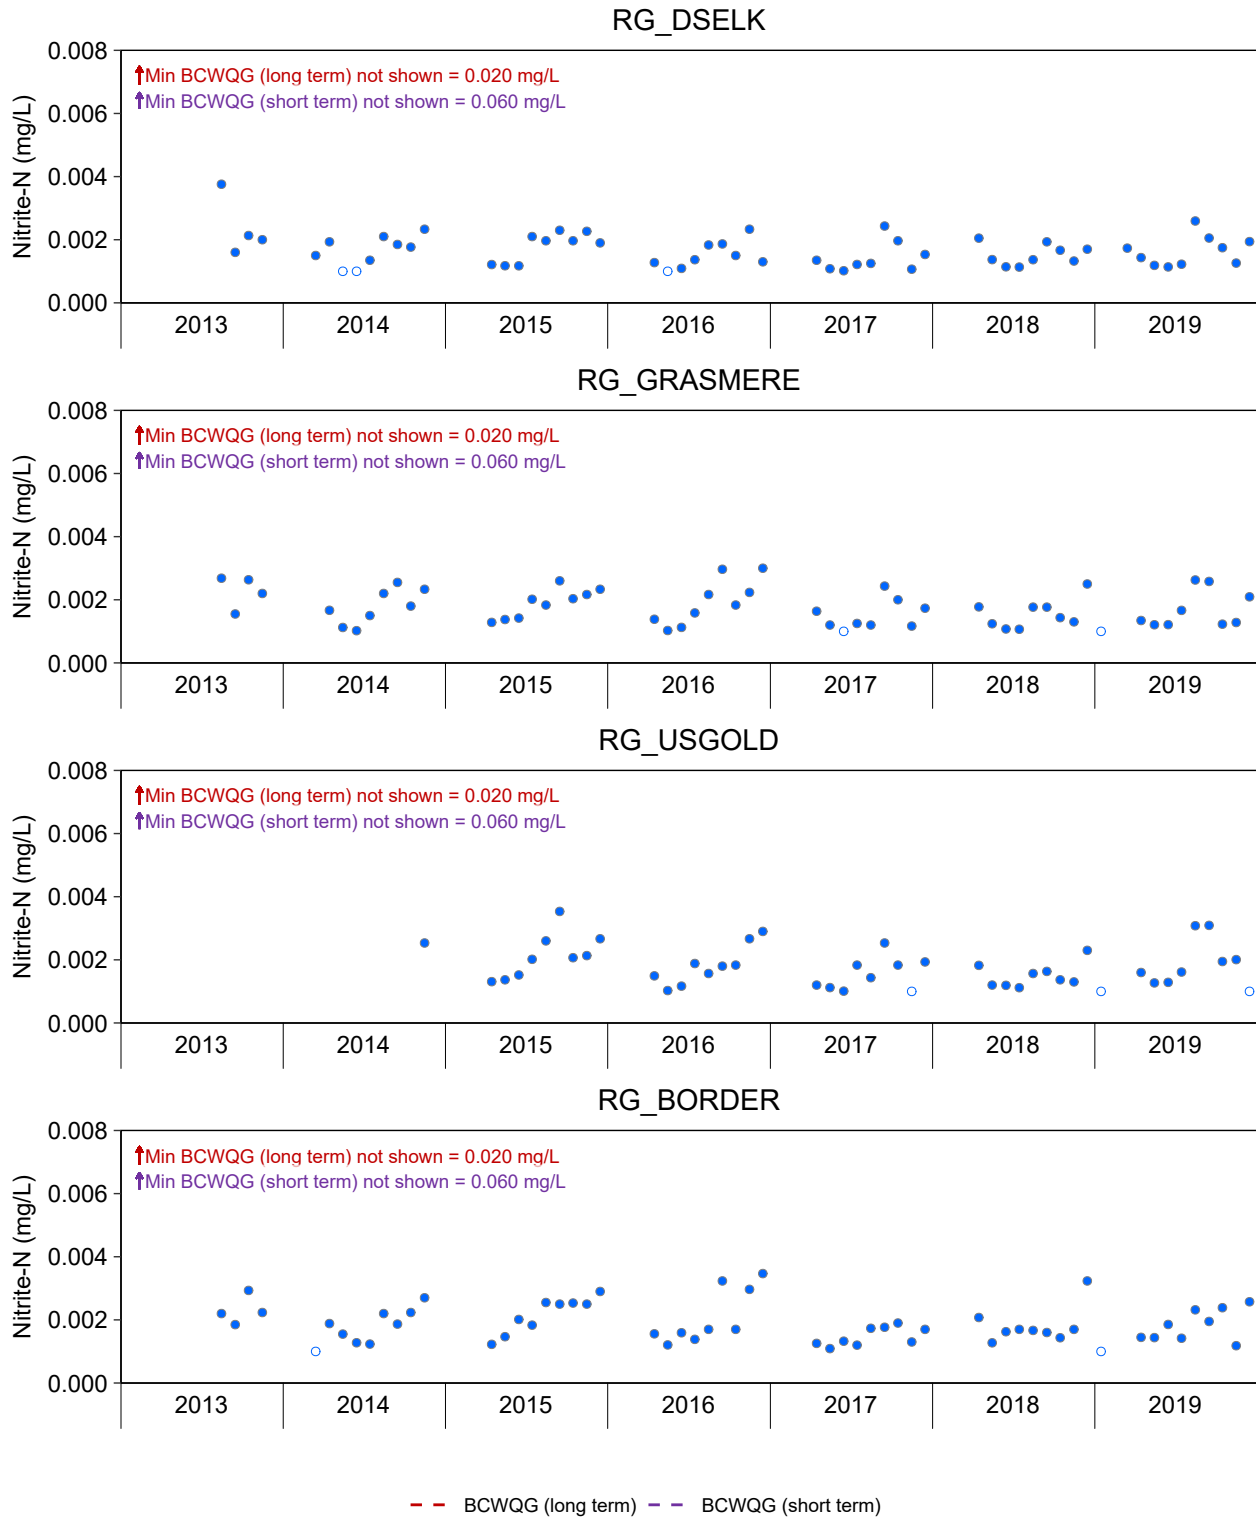 RG_DSELK
Nitrite-N (mg/L)
0.008
0.006
0.004
0.002
0.000
Min BCWQG (long term) not shown = 0.020 mg/L
Min BCWQG (short term) not shown = 0.060 mg/L
2013 2014 2015 2016 2017 2018 2019
RG_GRASMERE
Nitrite-N (mg/L)
0.008
0.006
0.004
0.002
0.000
Min BCWQG (long term) not shown = 0.020 mg/L
Min BCWQG (short term) not shown = 0.060 mg/L
2013 2014 2015 2016 2017 2018 2019
RG_USGOLD
Nitrite-N (mg/L)
0.008
0.006
0.004
0.002
0.000
Min BCWQG (long term) not shown = 0.020 mg/L
Min BCWQG (short term) not shown = 0.060 mg/L
2013 2014 2015 2016 2017 2018 2019
RG_BORDER
Nitrite-N (mg/L)
0.008
0.006
0.004
0.002
0.000
Min BCWQG (long term) not shown = 0.020 mg/L
Min BCWQG (short term) not shown = 0.060 mg/L
2013 2014 2015 2016 2017 2018 2019
BCWQG (long term) BCWQG (short term)